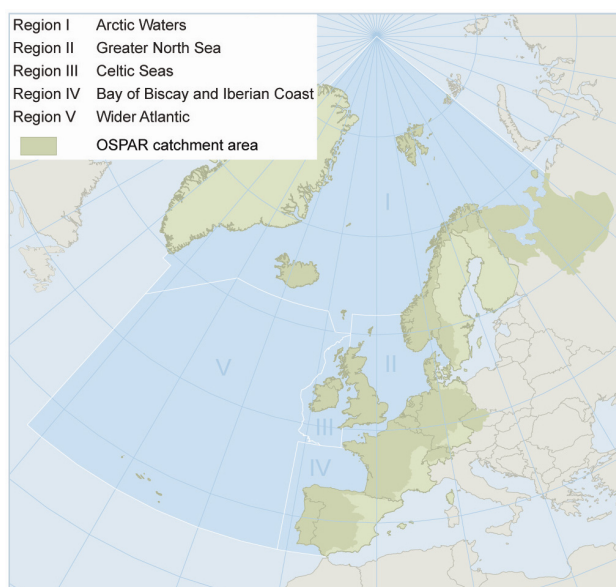 Region I Arctic Waters
Region II Greater North Sea
Region III Celtic Seas
Region IV Bay of Biscay and Iberian Coast
Region V Wider Atlantic
OSPAR catchment area
I
II
V
III
IV